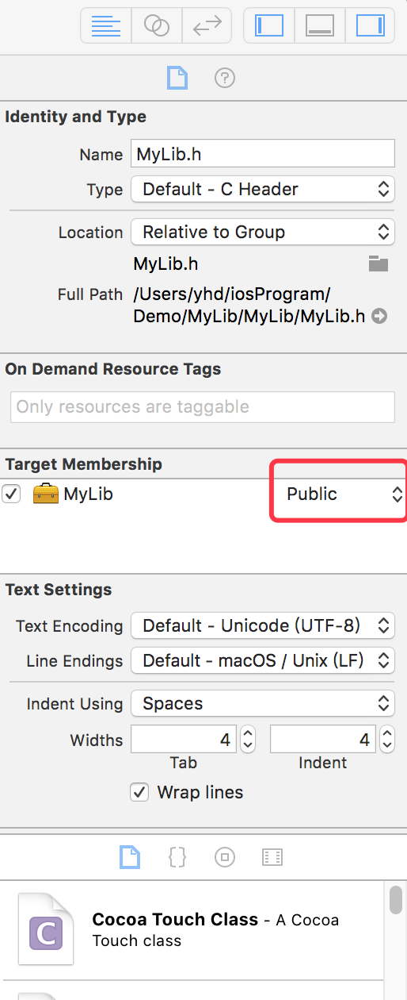 Identity and Type
Name MyLib.h
Type Default - C Header
Location Relative to Group
MyLib.h
Full Path /Users/yhd/iosProgram/
Demo/MyLib/MyLib/MyLib.h
On Demand Resource Tags
Only resources are taggable
Target Membership
MyLib Public
Text Settings
Text Encoding Default - Unicode (UTF-8)
Line Endings Default - macOS / Unix (LF)
Indent Using Spaces
Widths 4 4
Tab Indent
Wrap lines
C Cocoa Touch Class - A Cocoa
Touch class